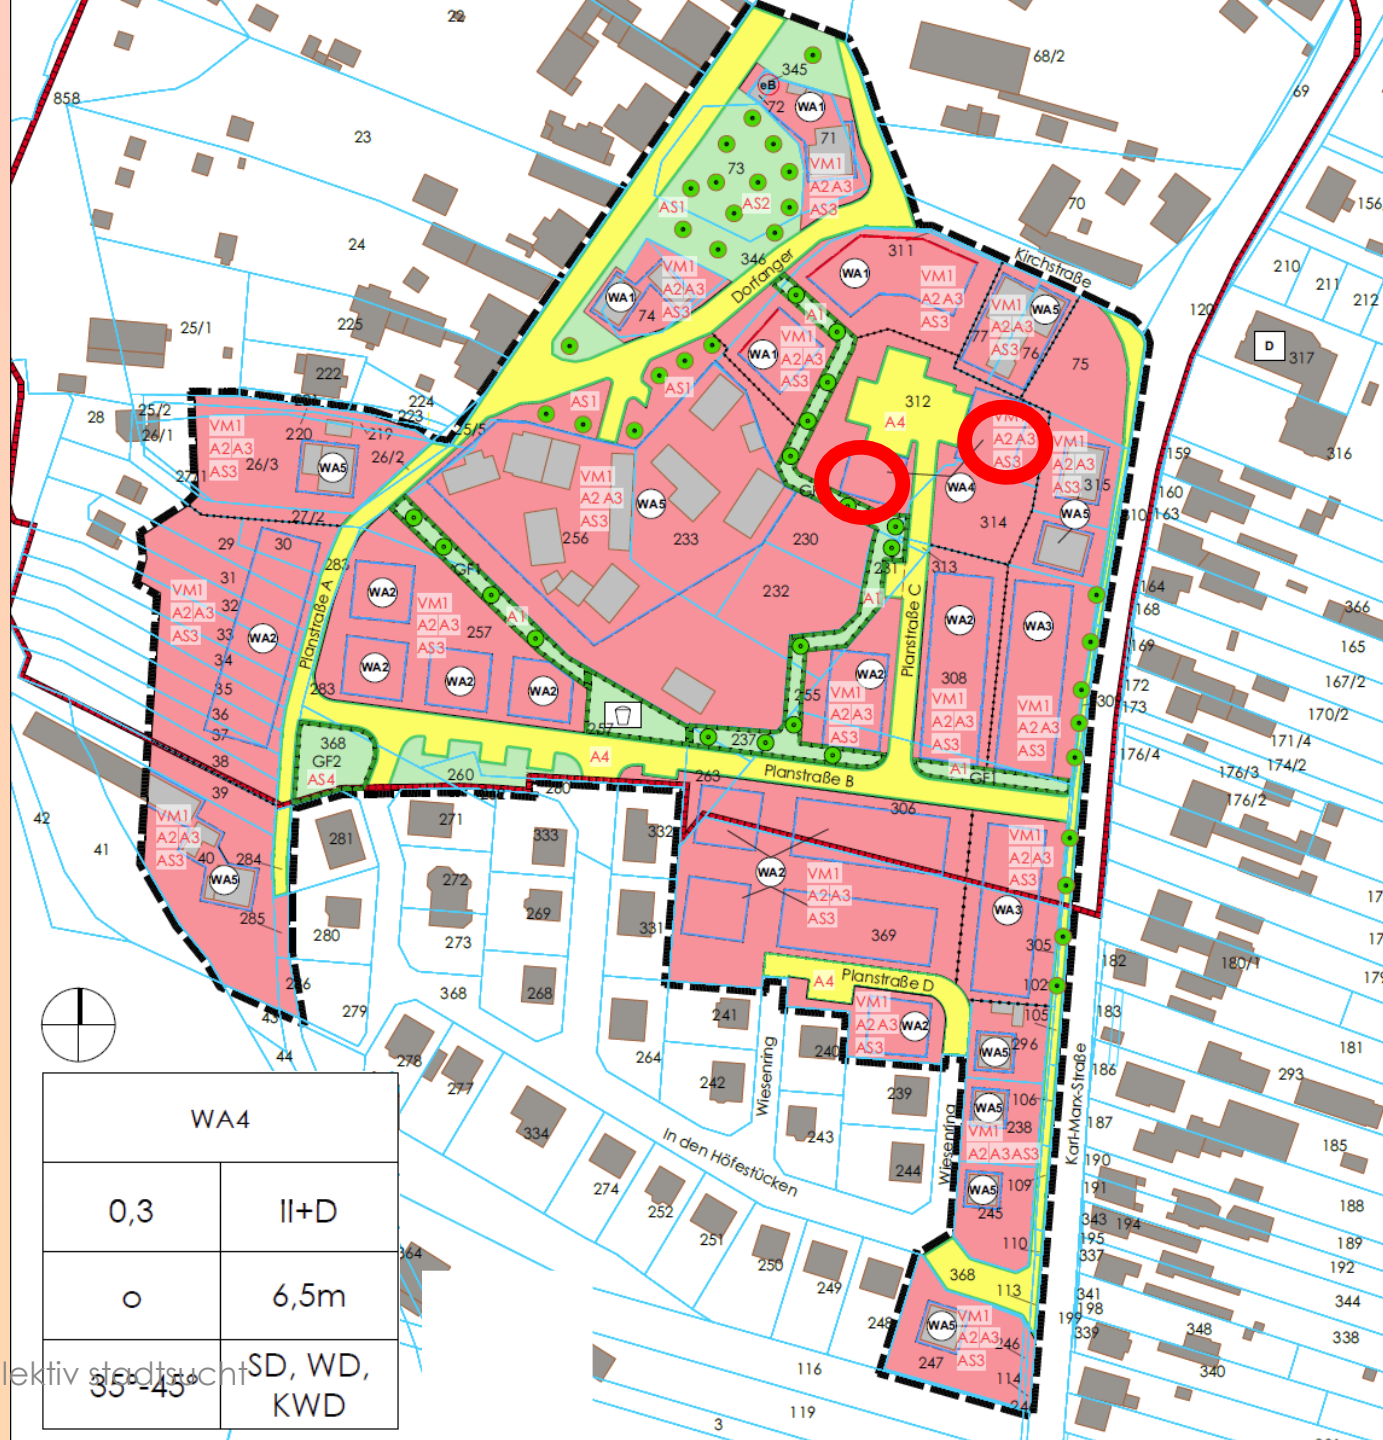 22
345
68/2
858
eB
72
WA1
69
23
71
73
VM1
A2 A3
AS3
AS1
AS2
70
156
24
346
311
Kirchstraße
Dorfanger
210
211
212
VM1
A2 A3
AS3
WA1
74
WA1
VM1
A2 A3
AS3
VM1
A2 A3
AS3
WA5
77
76
75
120
25/1
225
A1
WA1
VM1
A2 A3
AS3
D
317
222
AS1
AS1
312
A4
28
25/2
26/1
224
223
5/5
VM1
A2 A3
AS3
220
219
26/3
26/2
WA5
27/1
27/2
VM1
A2 A3
AS3
VM1
A2 A3
AS3
315
WA5
159
316
160
163
310
VM1
A2 A3
AS3
WA5
256
233
230
232
WA4
314
313
231
29
30
31
32
33
34
35
36
37
38
39
283
Planstraße A
283
VM1
A2 A3
AS3
WA2
WA2
VM1
A2 A3
AS3
257
WA2
WA2
WA2
GF1
A1
A1
Planstraße C
WA2
WA3
164
168
169
366
165
167/2
170/2
172
173
309
308
255
WA2
VM1
A2 A3
AS3
VM1
A2 A3
AS3
VM1
A2 A3
AS3
171/4
174/2
176/4
176/3
176/2
368
GF2
AS4
257
237
A4
260
260
263
Planstraße B
A1
GF
306
42
41
VM1
A2 A3
AS3
40
284
WA5
285
286
281
271
333
332
272
269
273
331
280
279
368
268
WA2
VM1
A2 A3
AS3
369
VM1
A2 A3
AS3
WA3
305
102
182
180/1
183
A4
Planstraße D
VM1
A2 A3
AS3
WA2
241
240
264
242
239
243
244
Wiesenring
Wiesenring
43
44
278
277
334
274
252
251
250
249
248
In den Höfestücken
105
296
WA5
106
WA5
238
VM1
A2 A3 AS3
WA5
109
245
110
Karl-Marx-Straße
181
186
293
187
185
190
191
188
343
194
195
337
189
192
341
198
344
199
339
348
338
340
368
113
WA5
VM1
A2 A3
AS3
246
247
114
116
119
3
364
WA4
0,3
II+D
o
6,5m
35°-45°
SD, WD,
KWD
lektiv stadtsucht